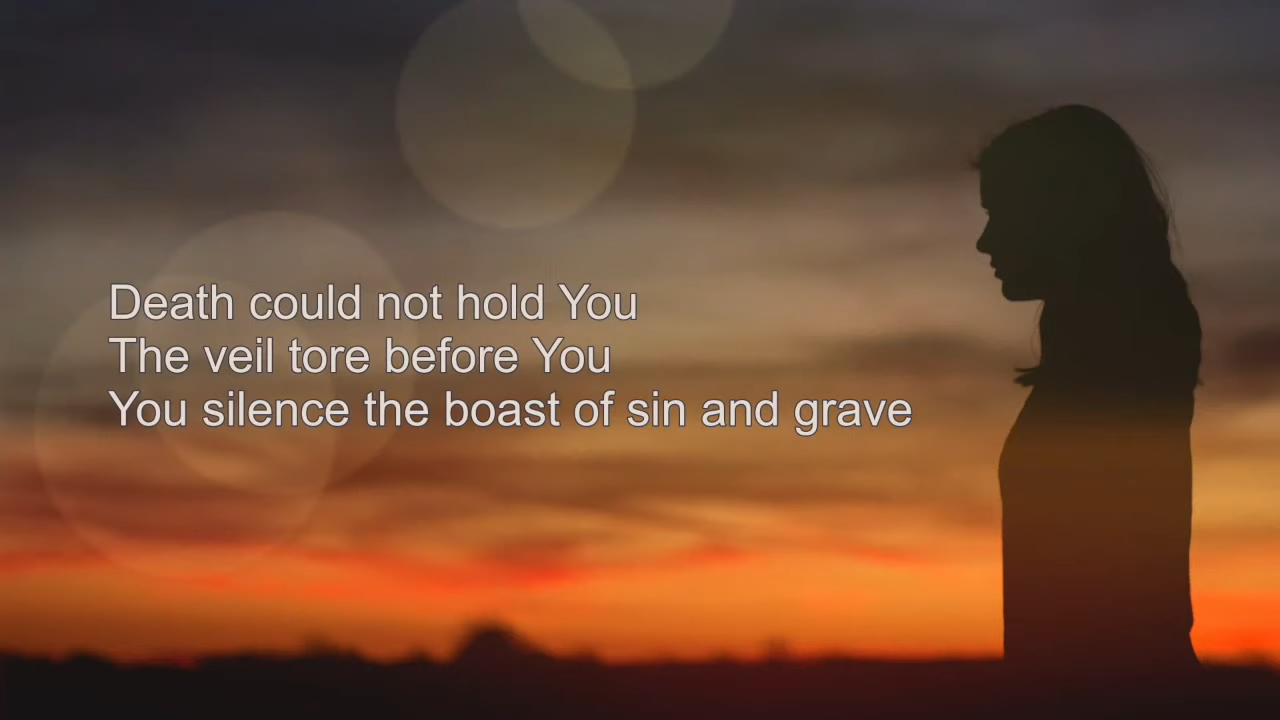 Death could not hold You
The veil tore before You
You silence the boast of sin and grave